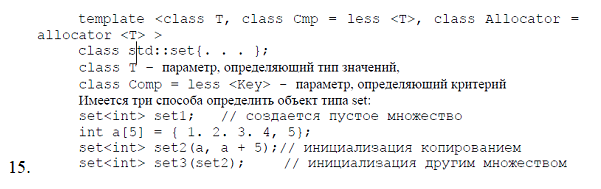 template <class T, class Cmp = less <T>, class Allocator =
allocator <T> >
class std::set{. . . };
class T – параметр, определяющий тип значений,
class Comp = less <Key> – параметр, определяющий критерий
Имеется три способа определить объект типа set:
set<int> set1; // создается пустое множество
int a[5] = { 1. 2. 3. 4, 5};
set<int> set2(a, a + 5);// инициализация копированием
15. set<int> set3(set2); // инициализация другим множеством